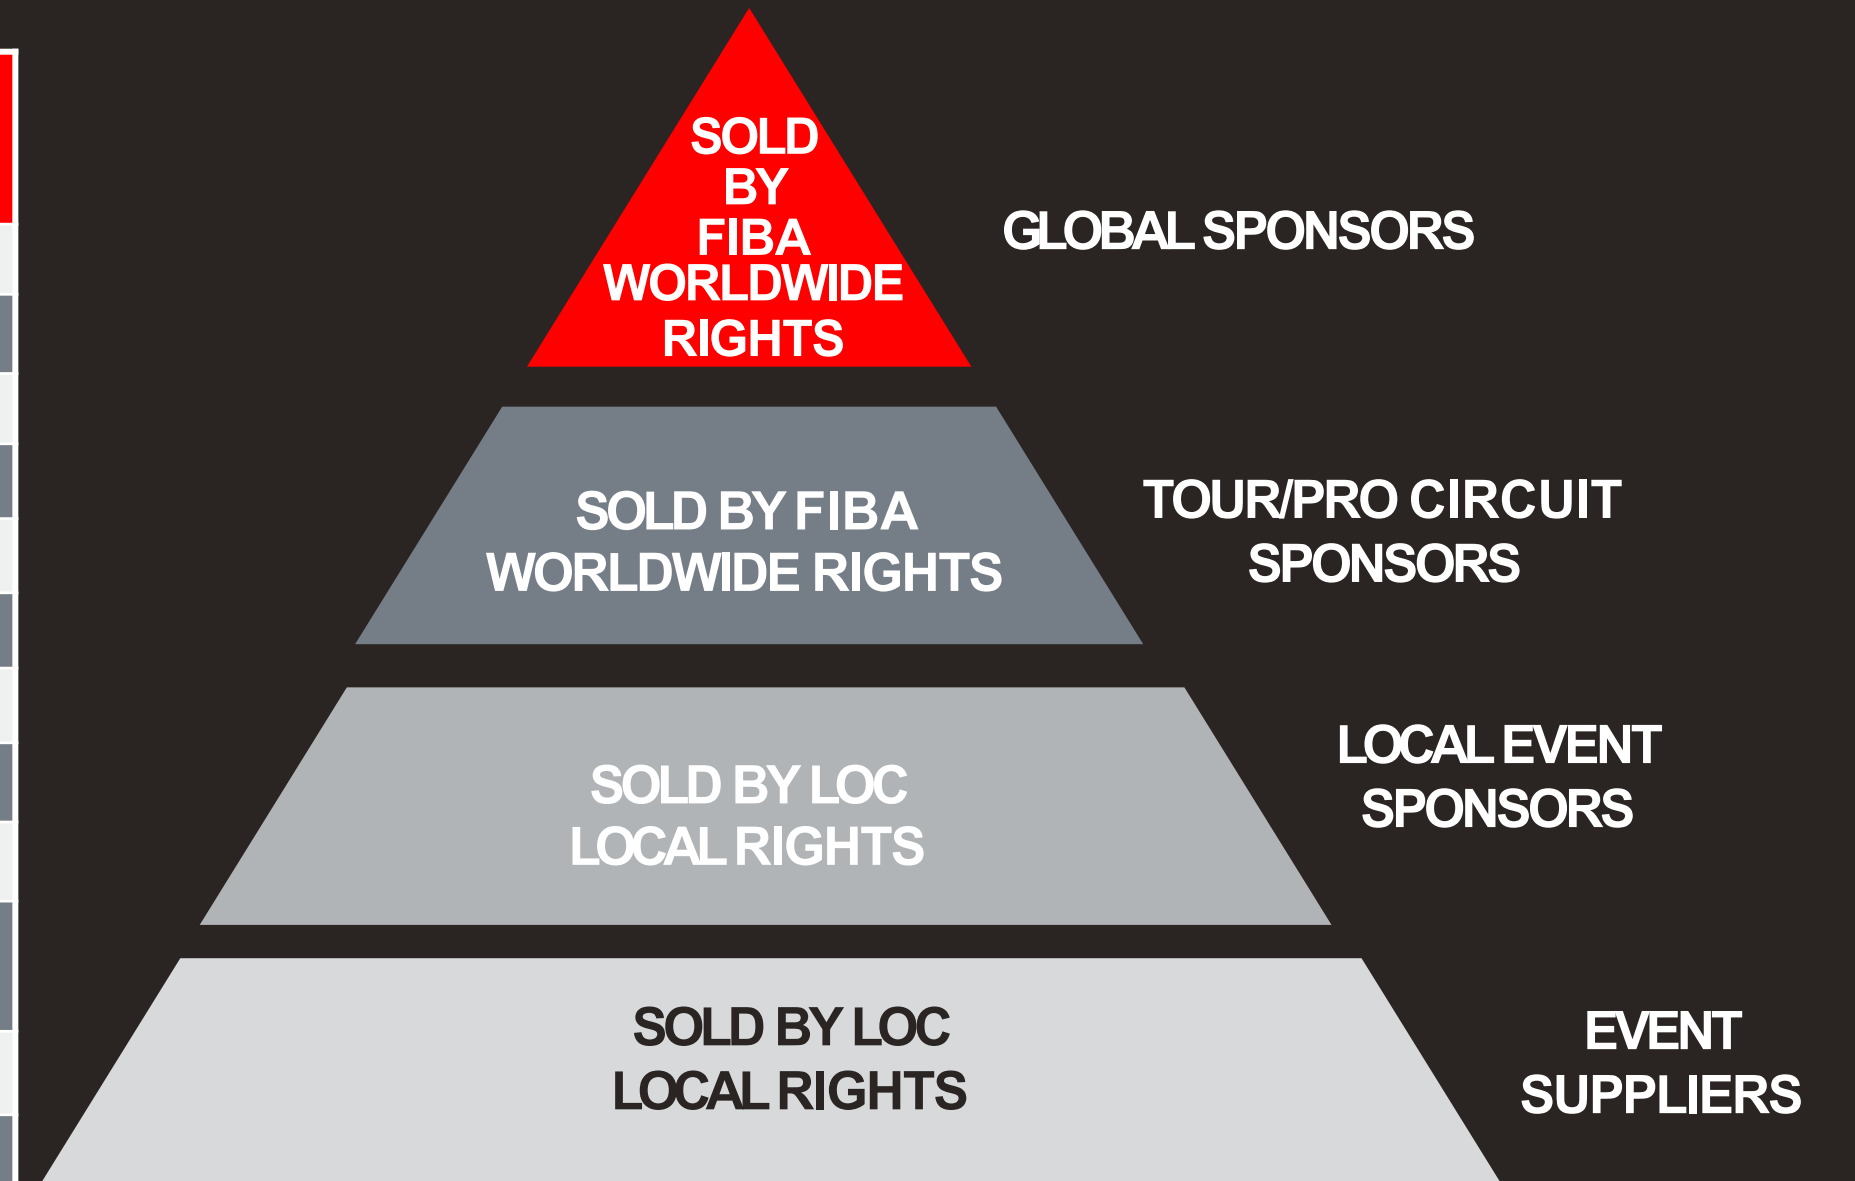 SOLD
BY
FIBA
WORLDWIDE
RIGHTS
GLOBAL SPONSORS
SOLD BY FIBA
WORLDWIDE RIGHTS
TOUR/PRO CIRCUIT
SPONSORS
SOLD BY LOC
LOCAL RIGHTS
LOCAL EVENT
SPONSORS
SOLD BY LOC
LOCAL RIGHTS
EVENT
SUPPLIERS